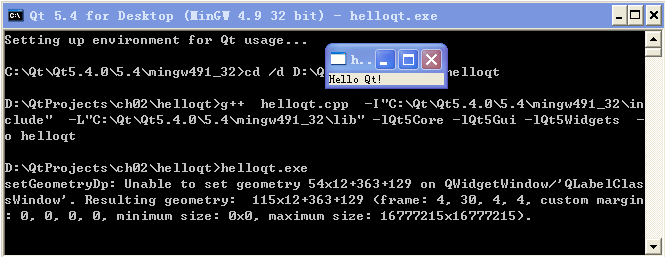 Qt 5.4 for Desktop (MinGW 4.9 32 bit) - helloqt.exe
Setting up environment for Qt usage...
C:\Qt\Qt5.4.0\5.4\mingw491_32>cd /d D:\Q
helloqt
h..
Hello Qt!
D:\QtProjects\ch02\helloqt>g++  helloqt.cpp  -I"C:\Qt\Qt5.4.0\5.4\mingw491_32\in
clude"  -L"C:\Qt\Qt5.4.0\5.4\mingw491_32\lib" -lQt5Core -lQt5Gui -lQt5Widgets  -
o helloqt
D:\QtProjects\ch02\helloqt>helloqt.exe
setGeometryDp: Unable to set geometry 54x12+363+129 on QWidgetWindow/'QLabelClas
sWindow'. Resulting geometry:  115x12+363+129 (frame: 4, 30, 4, 4, custom margin
: 0, 0, 0, 0, minimum size: 0x0, maximum size: 16777215x16777215).